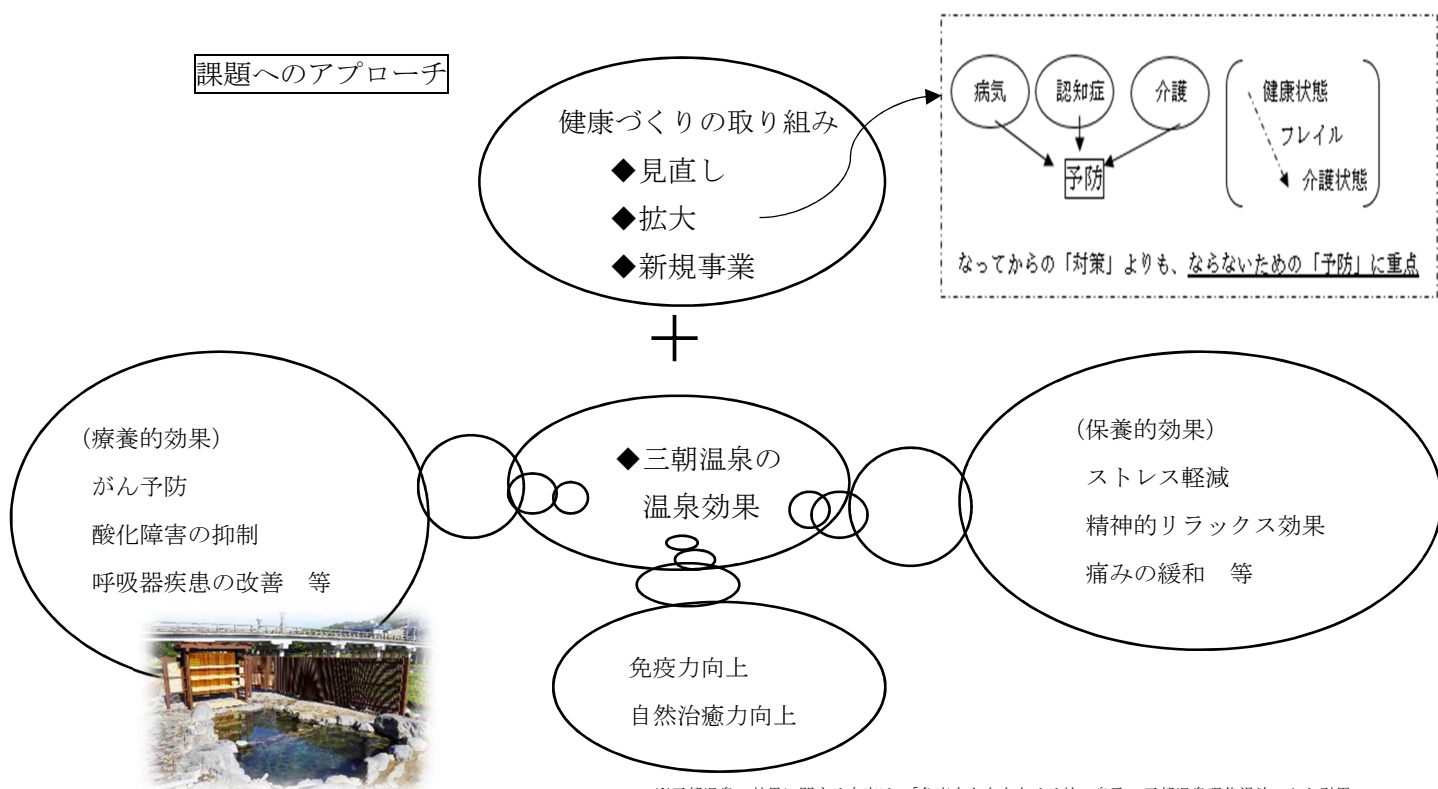 課題へのアプローチ
健康づくりの取り組み
◆見直し
◆拡大
◆新規事業
病気
認知症
介護
予防
健康状態
フレイル
介護状態
なってからの「対策」よりも、ならないための「予防」に重点
＋
（療養的効果）
がん予防
酸化障害の抑制
呼吸器疾患の改善　等
◆三朝温泉の
温泉効果
（保養的効果）
ストレス軽減
精神的リラックス効果
痛みの緩和　等
免疫力向上
自然治癒力向上